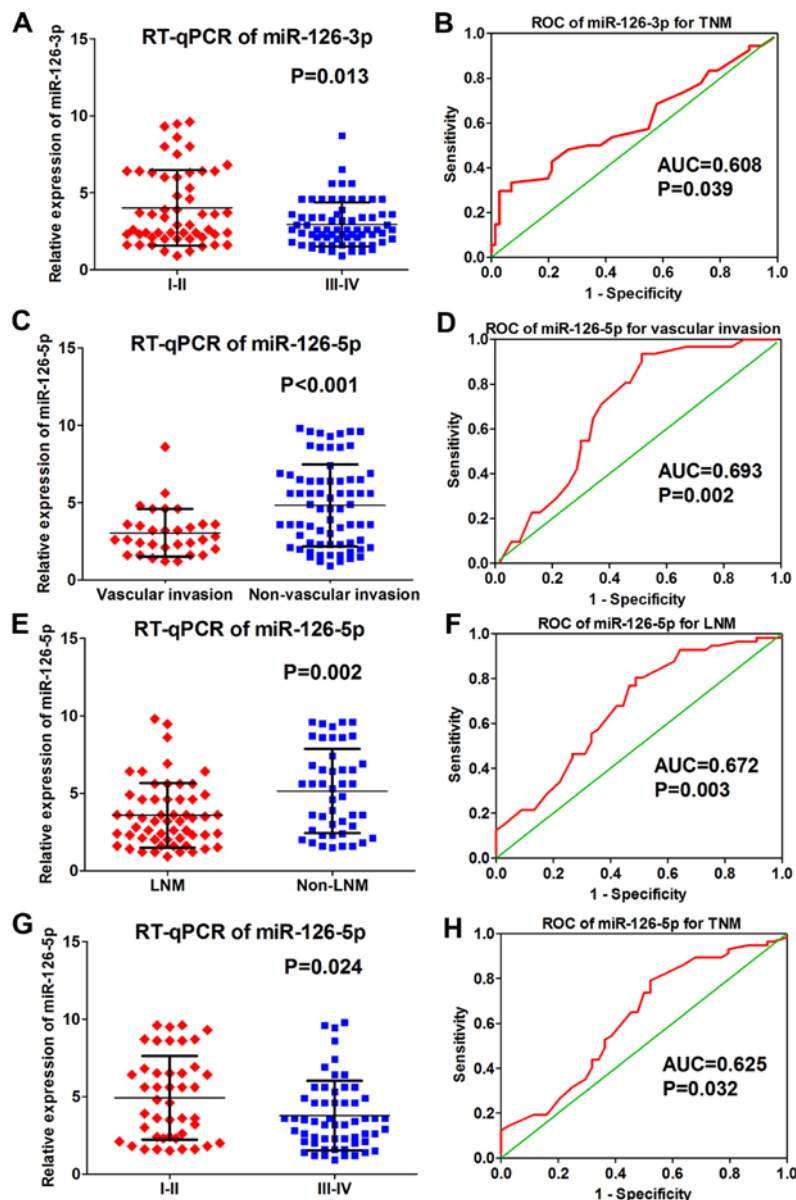 A
RT-qPCR of miR-126-3p
P=0.013
Relative expression of miR-126-3p
15
10
5
0
I-II
III-IV
B
ROC of miR-126-3p for TNM
Sensitivity
1.0
0.8
0.6
0.4
0.2
0.0
AUC=0.608
P=0.039
0.0 0.2 0.4 0.6 0.8 1.0
1 - Specificity
C
RT-qPCR of miR-126-5p
P<0.001
Relative expression of miR-126-5p
15
10
5
0
Vascular invasion
Non-vascular invasion
D
ROC of miR-126-5p for vascular invasion
Sensitivity
1.0
0.8
0.6
0.4
0.2
0.0
AUC=0.693
P=0.002
0.0 0.2 0.4 0.6 0.8 1.0
1 - Specificity
E
RT-qPCR of miR-126-5p
P=0.002
Relative expression of miR-126-5p
15
10
5
0
LNM
Non-LNM
F
ROC of miR-126-5p for LNM
Sensitivity
1.0
0.8
0.6
0.4
0.2
0.0
AUC=0.672
P=0.003
0.0 0.2 0.4 0.6 0.8 1.0
1 - Specificity
G
RT-qPCR of miR-126-5p
P=0.024
Relative expression of miR-126-5p
15
10
5
0
I-II
III-IV
H
ROC of miR-126-5p for TNM
Sensitivity
1.0
0.8
0.6
0.4
0.2
0.0
AUC=0.625
P=0.032
0.0 0.2 0.4 0.6 0.8 1.0
1 - Specificity